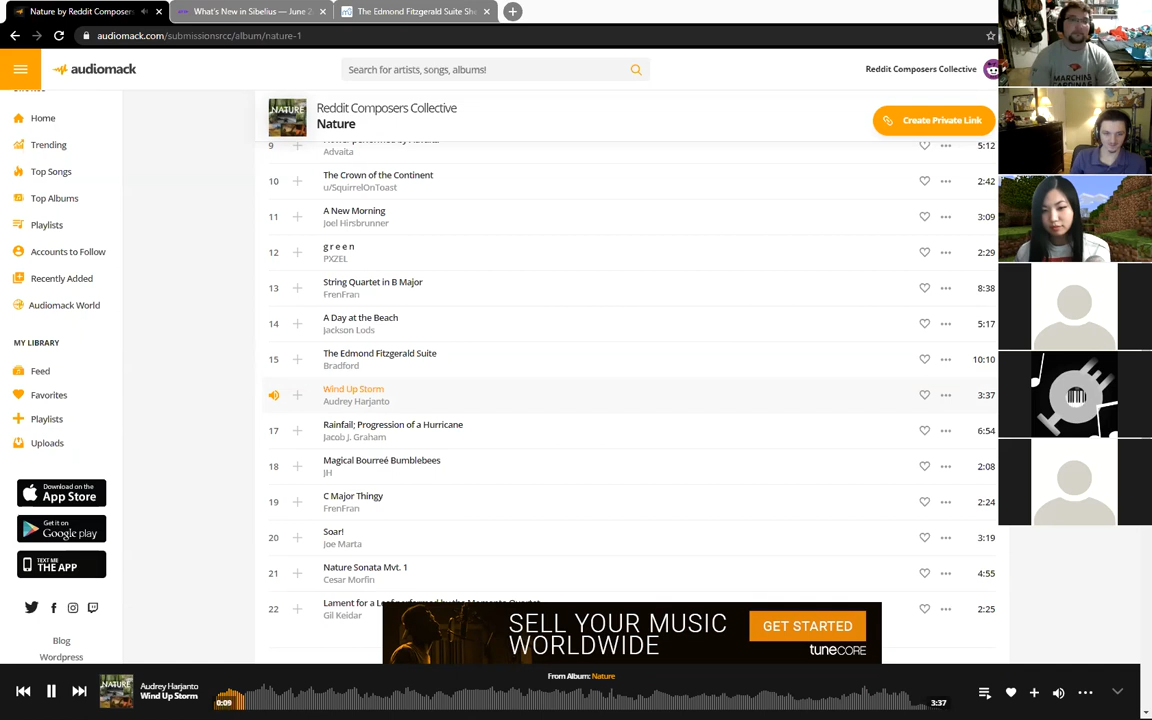 Nature by Reddit Composers
What's New in Sibelius — June 2
The Edmond Fitzgerald Suite She
audiomack.com/submissionsrcc/album/nature-1
audiomack
Search for artists, songs, albums!
Reddit Composers Collective
Home
Trending
Top Songs
Top Albums
Playlists
Accounts to Follow
Recently Added
Audiomack World
MY LIBRARY
Feed
Favorites
Playlists
Uploads
Download on the
App Store
Get it on
Google play
TEXT ME
THE APP
Blog
Wordpress
NATURE
Reddit Composers Collective
Nature
Create Private Link
9 5:12
Advaita
10 The Crown of the Continent 2:42
u/SquirrelOnToast
11 A New Morning 3:09
Joel Hirsbrunner
12 g r e e n 2:29
PXZEL
13 String Quartet in B Major 8:38
FrenFran
14 A Day at the Beach 5:17
Jackson Lods
15 The Edmond Fitzgerald Suite 10:10
Bradford
Wind Up Storm 3:37
Audrey Harjanto
17 Rainfall; Progression of a Hurricane 6:54
Jacob J. Graham
18 Magical Bourreé Bumblebees 2:08
JH
19 C Major Thingy 2:24
FrenFran
20 Soar! 3:19
Joe Marta
21 Nature Sonata Mvt. 1 4:55
Cesar Morfin
22 Lament for a 2:25
Gil Keidar
SELL YOUR MUSIC
WORLDWIDE
GET STARTED
tunecore
MARCHING
NATURE
Audrey Harjanto
Wind Up Storm
From Album: Nature
0:09
3:37